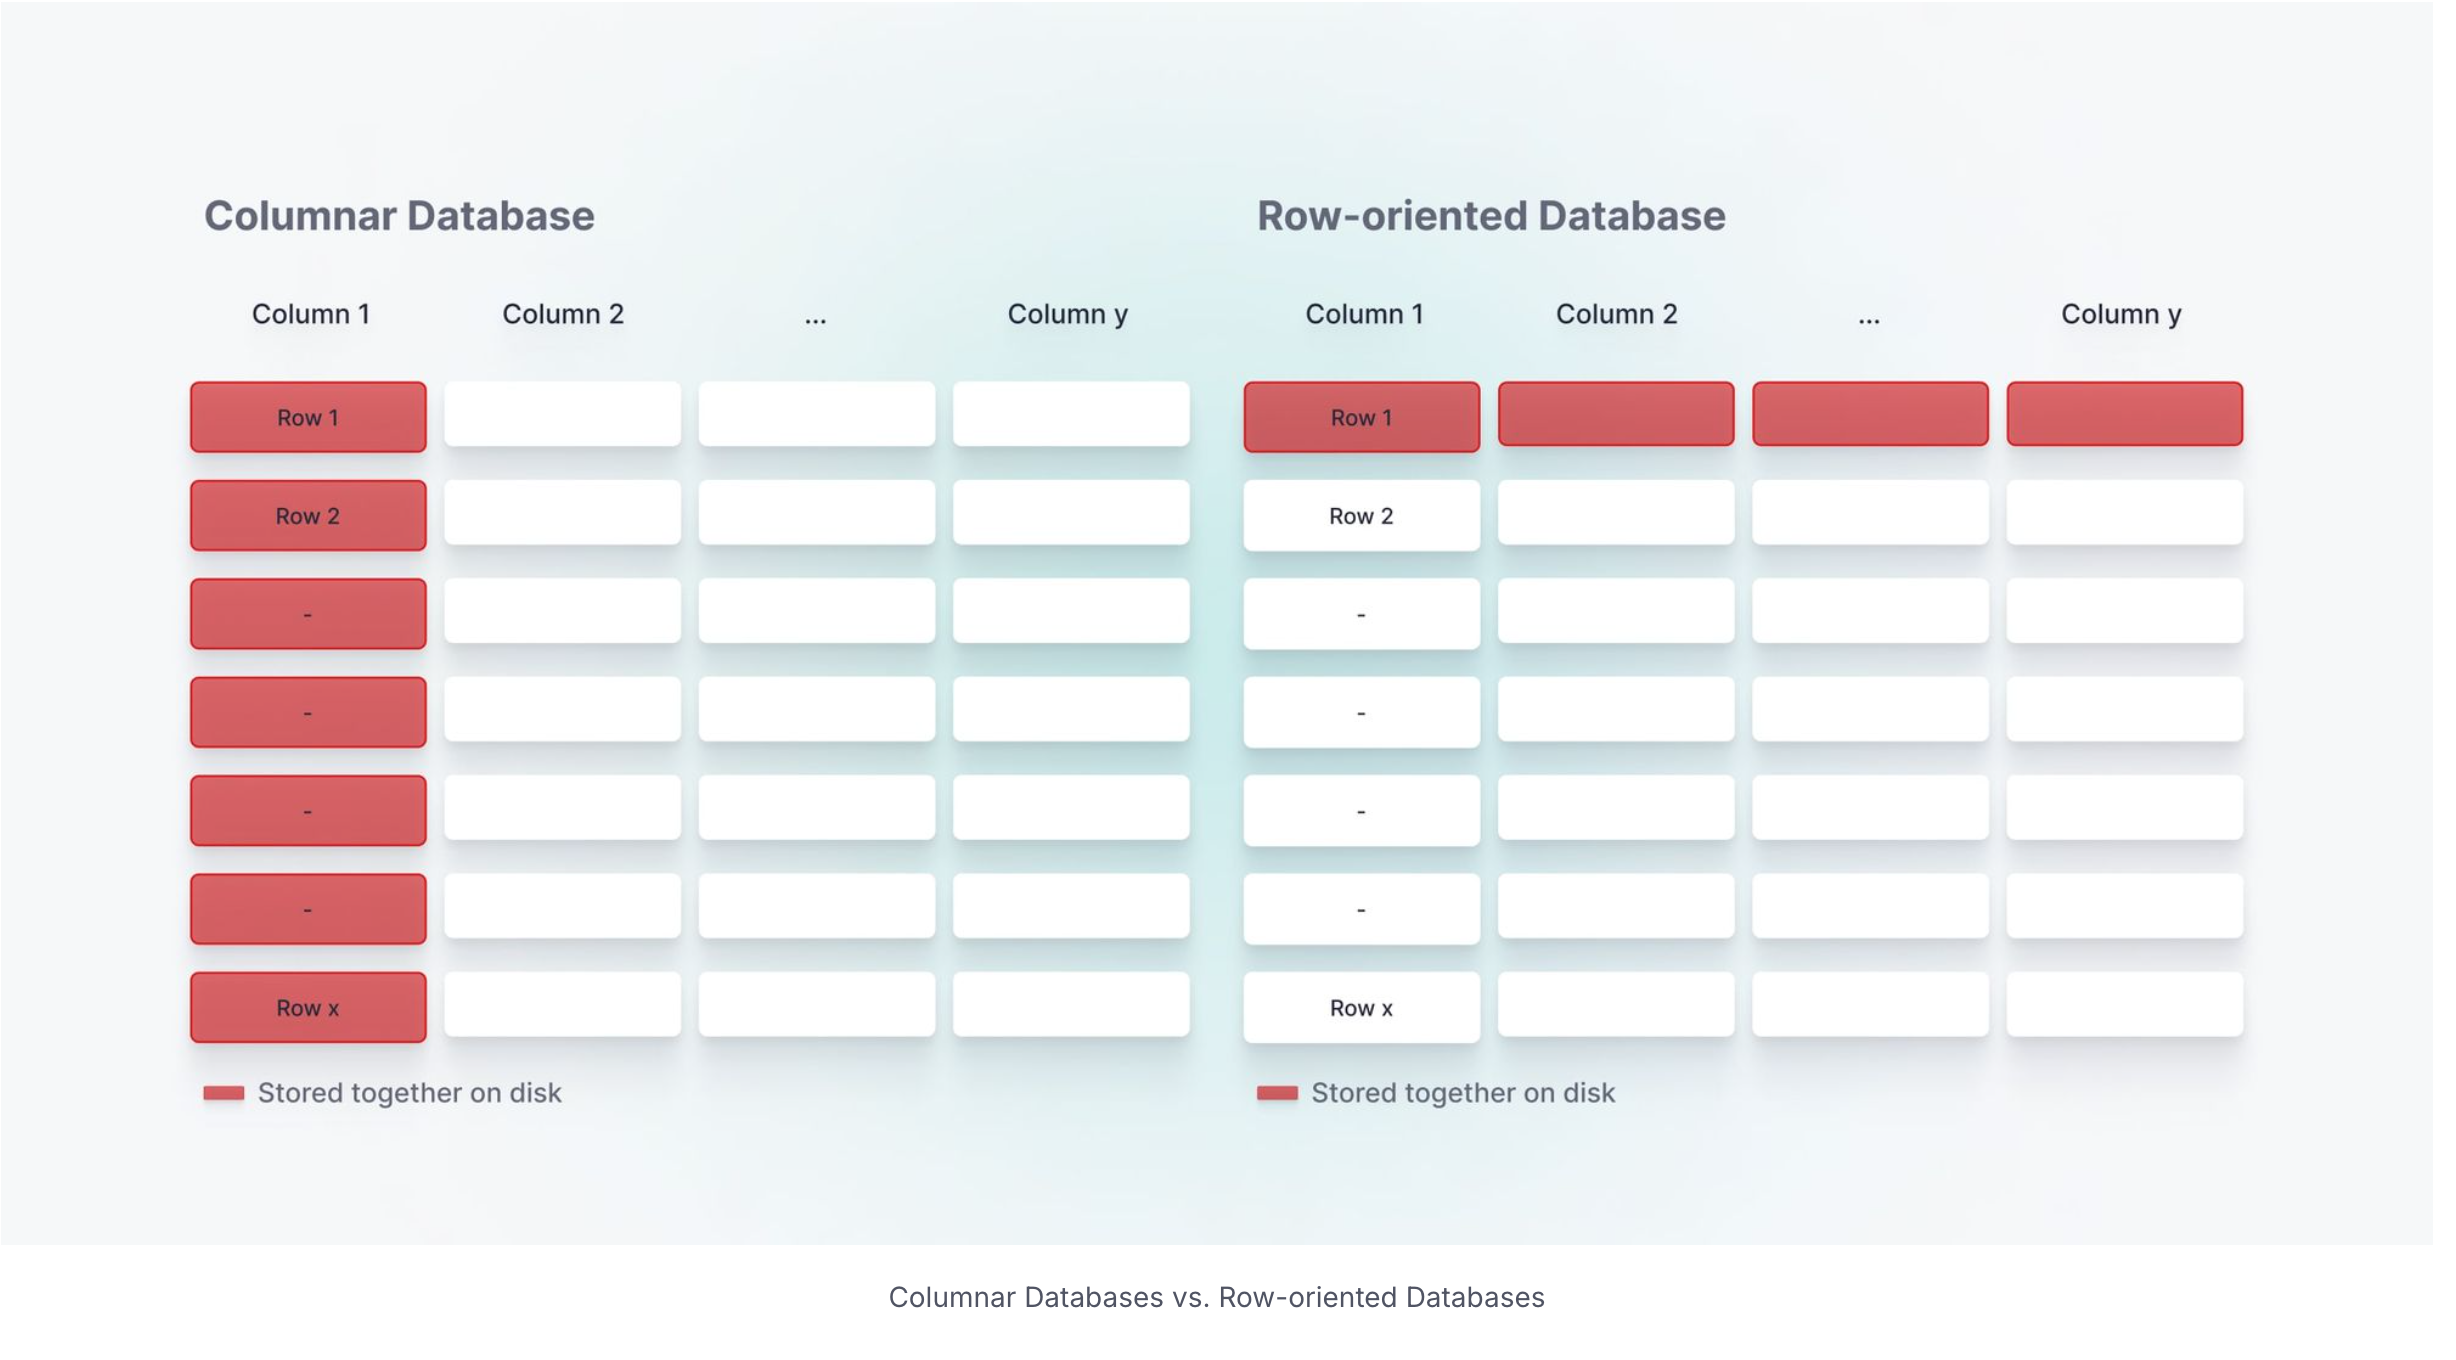 Columnar Database
Column 1 Column 2 ... Column y
Row 1
Row 2
-
-
-
-
Row x
Stored together on disk
Row-oriented Database
Column 1 Column 2 ... Column y
Row 1
Row 2
-
-
-
-
Row x
Stored together on disk
Columnar Databases vs. Row-oriented Databases